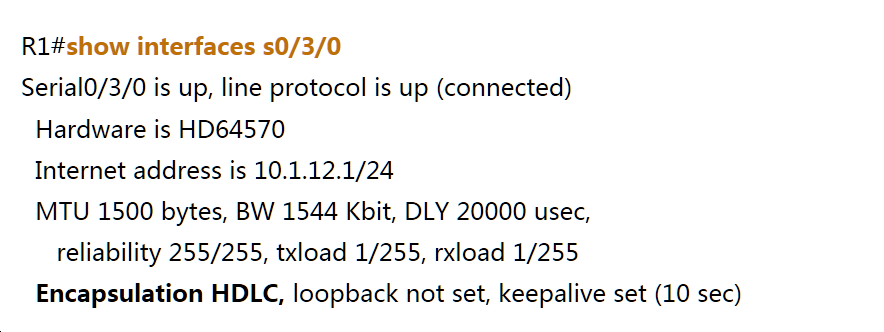 R1#show interfaces s0/3/0
Serial0/3/0 is up, line protocol is up (connected)
Hardware is HD64570
Internet address is 10.1.12.1/24
MTU 1500 bytes, BW 1544 Kbit, DLY 20000 usec,
reliability 255/255, txload 1/255, rxload 1/255
Encapsulation HDLC, loopback not set, keepalive set (10 sec)